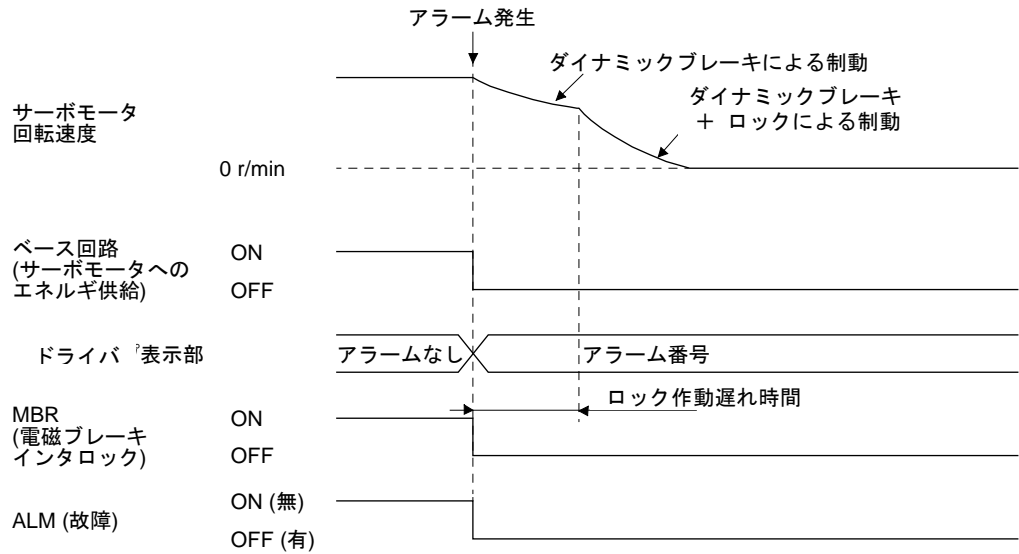 アラーム発生
ダイナミックブレーキによる制動
ダイナミックブレーキ
＋ ロックによる制動
サーボモータ
回転速度
0 r/min
ベース回路
(サーボモータへの
エネルギ供給)
ON
OFF
ドライバ ゜表示部
アラームなし
アラーム番号
ロック作動遅れ時間
MBR
(電磁ブレーキ
インタロック)
ON
OFF
ALM (故障)
ON (無)
OFF (有)